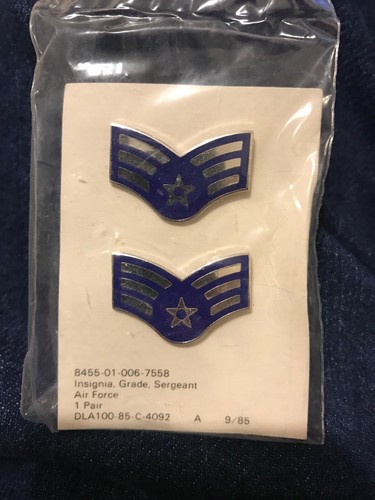 8455-01-006-7558
Insignia, Grade, Sergeant
Air Force
1 Pair
DLA100-85-C-4092 A 9/85